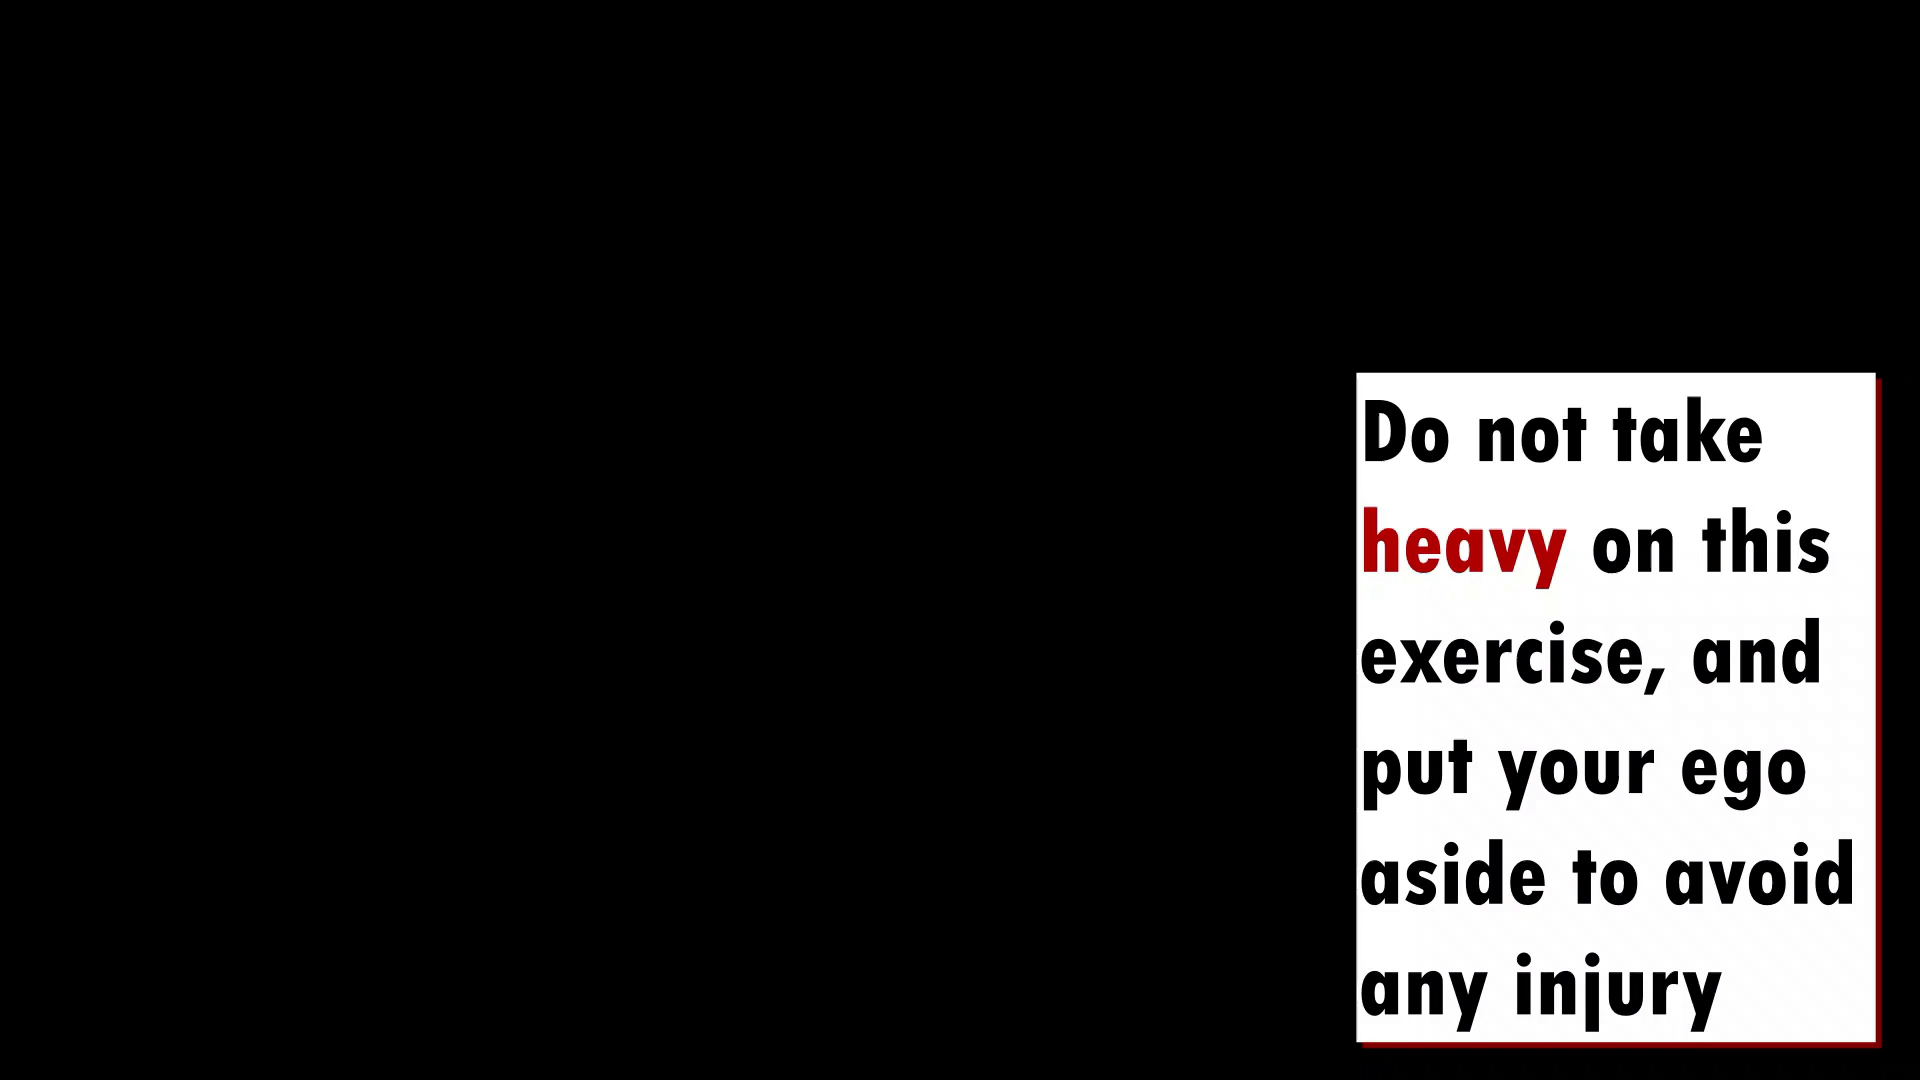 Do not take
heavy on this
exercise, and
put your ego
aside to avoid
any injury